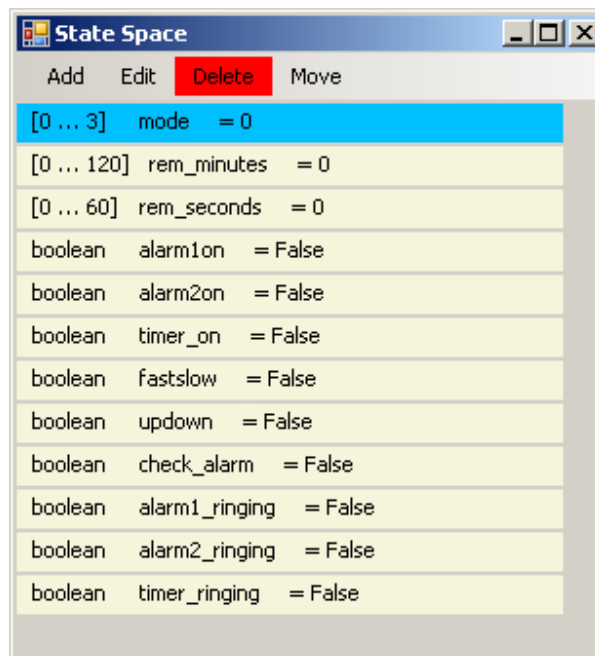 State Space
Add Edit Delete Move
[0 ... 3] mode = 0
[0 ... 120] rem_minutes = 0
[0 ... 60] rem_seconds = 0
boolean alarm1on = False
boolean alarm2on = False
boolean timer_on = False
boolean fastslow = False
boolean updown = False
boolean check_alarm = False
boolean alarm1_ringing = False
boolean alarm2_ringing = False
boolean timer_ringing = False